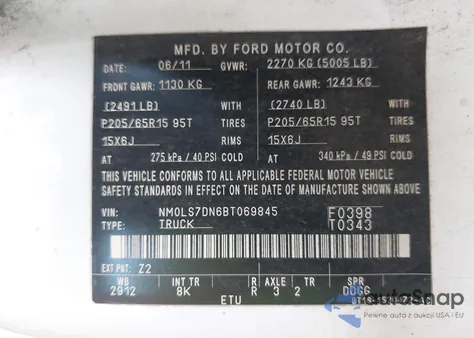 MFD. BY FORD MOTOR CO.
DATE: 06/11 GVWR: 2270 KG (5005 LB)
FRONT GAWR: 1130 KG REAR GAWR: 1243 KG
(2491 LB) WITH (2740 LB) WITH
P205/65R15 95T TIRES P205/65R15 95T TIRES
15X6J RIMS 15X6J RIMS
AT 275 kPa / 40 PSI COLD AT 340 kPa / 49 PSI COLD
THIS VEHICLE CONFORMS TO ALL APPLICABLE FEDERAL MOTOR VEHICLE
SAFETY STANDARDS IN EFFECT ON THE DATE OF MANUFACTURE SHOWN ABOVE
VIN: NM0LS7DN6BT069845 F0398
TYPE: TRUCK T0343
EXT PNT: Z2
WB INT TR R AXLE TR SPR
2912 8K R 3 2 DDGG
ETU
autoSnap
Pewne auta z aukcji USA i EU